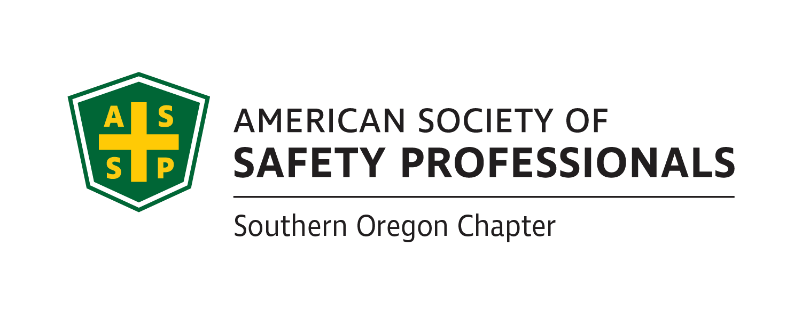 A S
S P
AMERICAN SOCIETY OF
SAFETY PROFESSIONALS
Southern Oregon Chapter